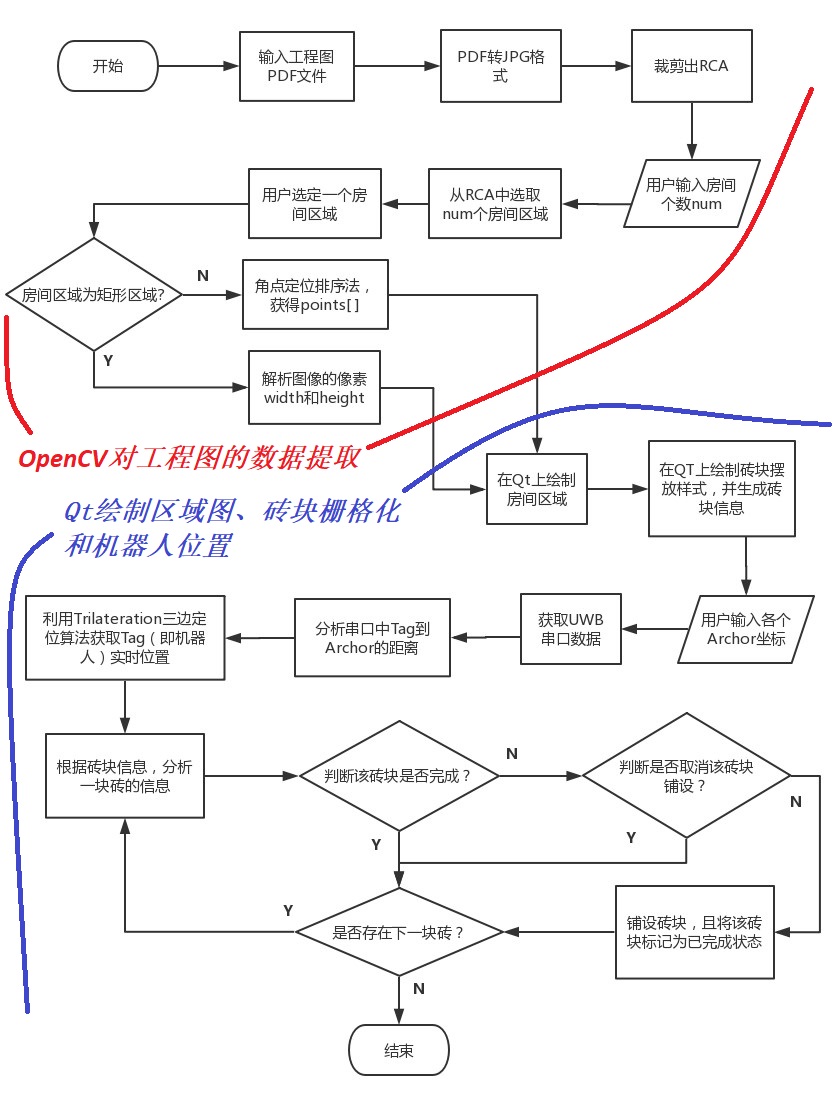 开始
输入工程图
PDF文件
PDF转JPG格
式
裁剪出RCA
用户输入房间
个数num
从RCA中选取
num个房间区域
用户选定一个房
间区域
房间区域为矩形区域?
N
角点定位排序法，
获得points[ ]
Y
解析图像的像素
width和height
OpenCV对工程图的数据提取
Qt绘制区域图、砖块栅格化
和机器人位置
在Qt上绘制
房间区域
在QT上绘制砖块摆
放样式，并生成砖
块信息
用户输入各个
Archor坐标
获取UWB
串口数据
分析串口中Tag到
Archor的距离
利用Trilateration三边定
位算法获取Tag（即机器
人）实时位置
根据砖块信息，分析
一块砖的信息
判断该砖块是否完成？
N
判断是否取消该砖块
铺设？
N
Y
Y
铺设砖块，且将该砖
块标记为已完成状态
是否存在下一块砖？
Y
N
结束